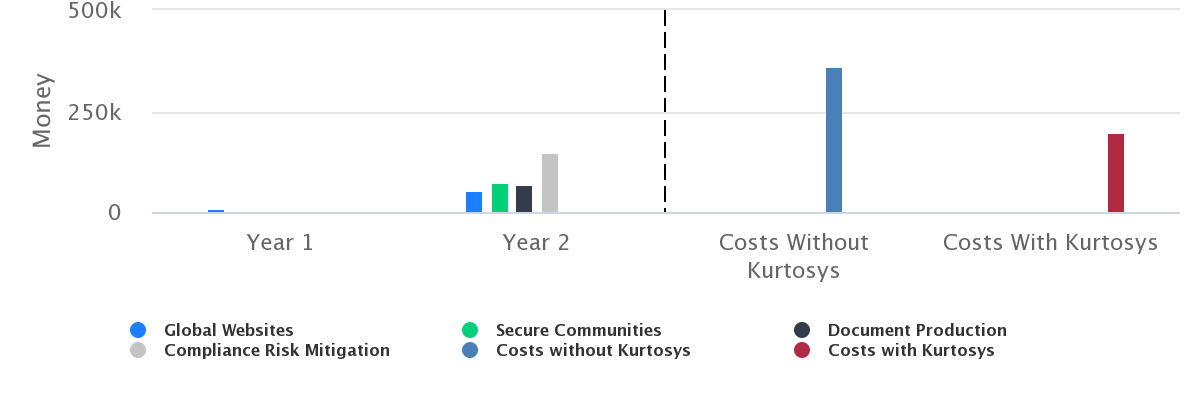 500k
Money
250k
0
Year 1
Year 2
Costs Without
Kurtosys
Costs With Kurtosys
Global Websites
Secure Communities
Document Production
Compliance Risk Mitigation
Costs without Kurtosys
Costs with Kurtosys